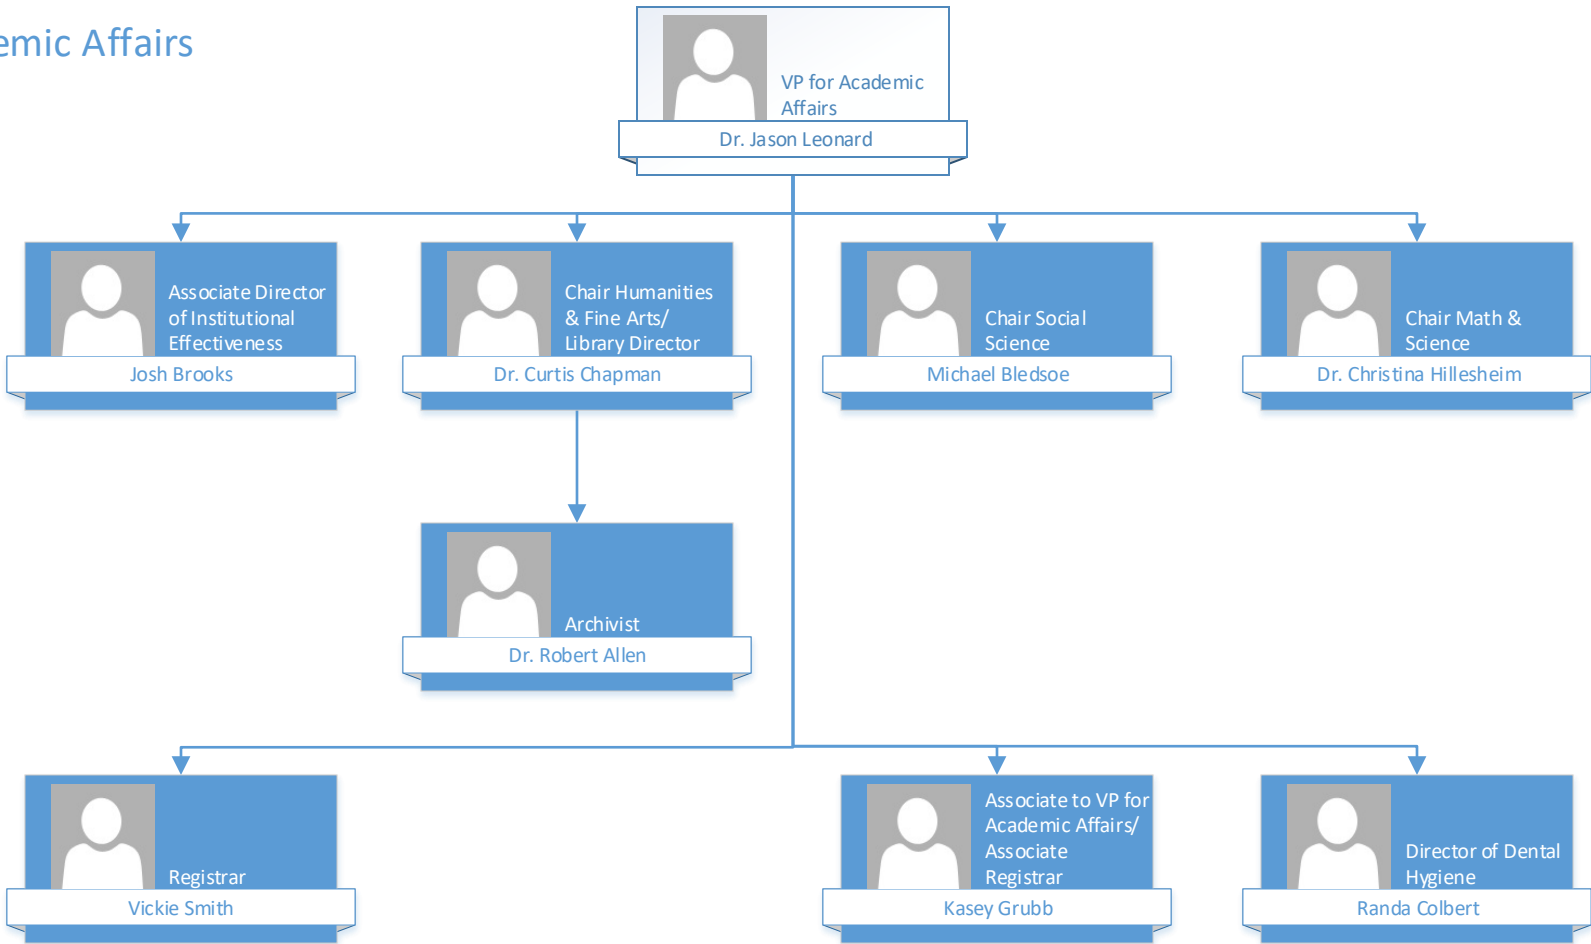 emic Affairs
VP for Academic
Affairs
Dr. Jason Leonard
Associate Director
of Institutional
Effectiveness
Josh Brooks
Chair Humanities
& Fine Arts/
Library Director
Dr. Curtis Chapman
Chair Social
Science
Michael Bledsoe
Chair Math &
Science
Dr. Christina Hillesheim
Archivist
Dr. Robert Allen
Registrar
Vickie Smith
Associate to VP for
Academic Affairs/
Associate
Registrar
Kasey Grubb
Director of Dental
Hygiene
Randa Colbert